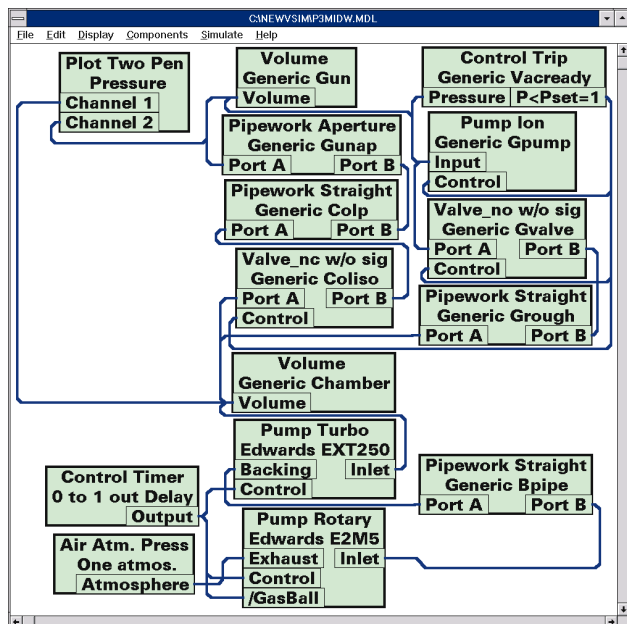 C:\NEWVSIM\P3MIDW.MDL
File Edit Display Components Simulate Help
Plot Two Pen
Pressure
Channel 1
Channel 2
Volume
Generic Gun
Volume
Control Trip
Generic Vacready
Pressure P<Pset=1
Pipework Aperture
Generic Gunap
Port A Port B
Pump Ion
Generic Gpump
Input
Control
Pipework Straight
Generic Colp
Port A Port B
Valve_no w/o sig
Generic Gvalve
Port A Port B
Control
Valve_nc w/o sig
Generic Coliso
Port A Port B
Control
Pipework Straight
Generic Grough
Port A Port B
Volume
Generic Chamber
Volume
Pump Turbo
Edwards EXT250
Backing Inlet
Control
Pipework Straight
Generic Bpipe
Port A Port B
Control Timer
0 to 1 out Delay
Output
Pump Rotary
Edwards E2M5
Exhaust Inlet
Control
/GasBall
Air Atm. Press
One atmos.
Atmosphere